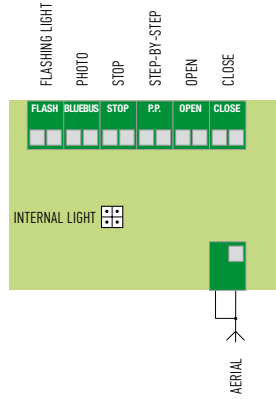 FLASHING LIGHT
PHOTO
STOP
STEP-BY-STEP
OPEN
CLOSE
FLASH
BLUEBUS
STOP
P.P.
OPEN
CLOSE
INTERNAL LIGHT
AERIAL